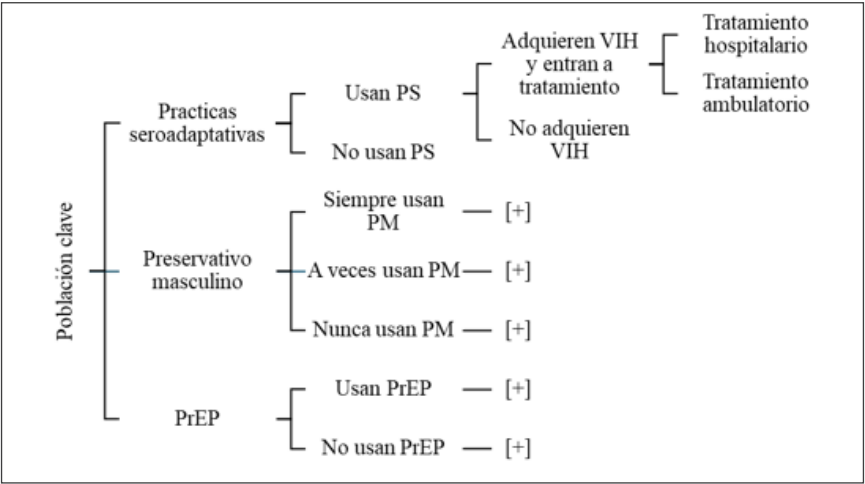 Población clave
Practicas
seroadaptativas
Usan PS
Adquieren VIH
y entran a
tratamiento
Tratamiento
hospitalario
Tratamiento
ambulatorio
No adquieren
VIH
No usan PS
Preservativo
masculino
Siempre usan
PM
[+]
A veces usan PM
[+]
Nunca usan PM
[+]
PrEP
Usan PrEP
[+]
No usan PrEP
[+]